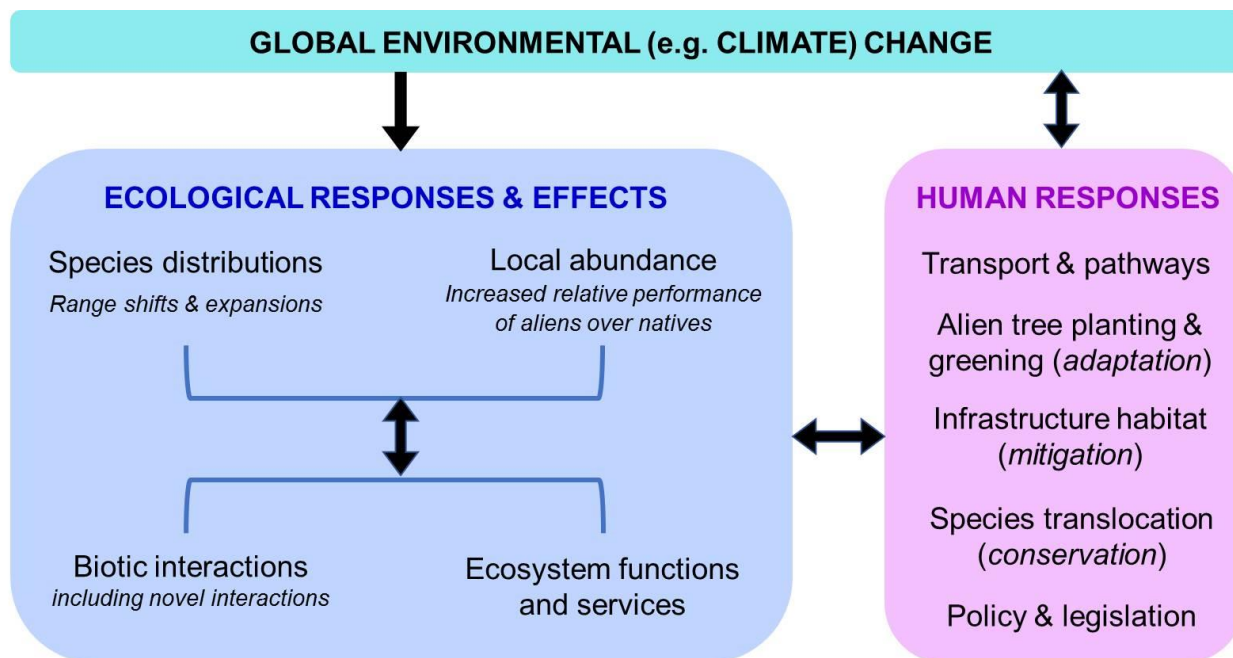 GLOBAL ENVIRONMENTAL (e.g. CLIMATE) CHANGE
ECOLOGICAL RESPONSES & EFFECTS
Species distributions
Range shifts & expansions
Local abundance
Increased relative performance
of aliens over natives
Biotic interactions
including novel interactions
Ecosystem functions
and services
HUMAN RESPONSES
Transport & pathways
Alien tree planting &
greening (adaptation)
Infrastructure habitat
(mitigation)
Species translocation
(conservation)
Policy & legislation